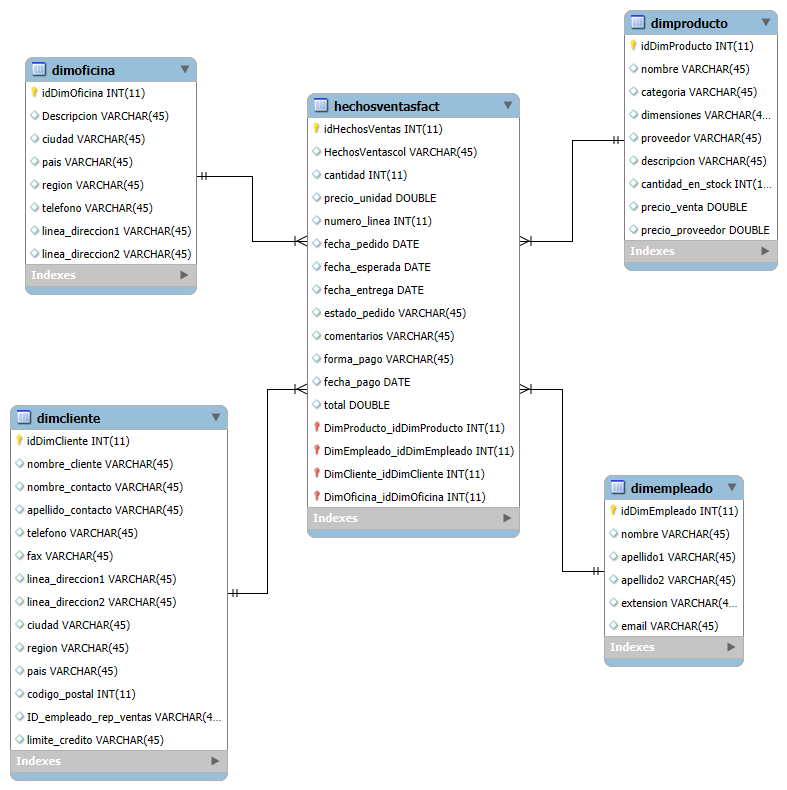 dimoficina
idDimOficina INT(11)
Descripcion VARCHAR(45)
ciudad VARCHAR(45)
pais VARCHAR(45)
region VARCHAR(45)
telefono VARCHAR(45)
linea_direccion1 VARCHAR(45)
linea_direccion2 VARCHAR(45)
Indexes
dimcliente
idDimCliente INT(11)
nombre_cliente VARCHAR(45)
nombre_contacto VARCHAR(45)
apellido_contacto VARCHAR(45)
telefono VARCHAR(45)
fax VARCHAR(45)
linea_direccion1 VARCHAR(45)
linea_direccion2 VARCHAR(45)
ciudad VARCHAR(45)
region VARCHAR(45)
pais VARCHAR(45)
codigo_postal INT(11)
ID_empleado_rep_ventas VARCHAR(4...
limite_credito VARCHAR(45)
Indexes
hechosventasfact
idHechosVentas INT(11)
HechosVentascol VARCHAR(45)
cantidad INT(11)
precio_unidad DOUBLE
numero_linea INT(11)
fecha_pedido DATE
fecha_esperada DATE
fecha_entrega DATE
estado_pedido VARCHAR(45)
comentarios VARCHAR(45)
forma_pago VARCHAR(45)
fecha_pago DATE
total DOUBLE
DimProducto_idDimProducto INT(11)
DimEmpleado_idDimEmpleado INT(11)
DimCliente_idDimCliente INT(11)
DimOficina_idDimOficina INT(11)
Indexes
dimproducto
idDimProducto INT(11)
nombre VARCHAR(45)
categoria VARCHAR(45)
dimensiones VARCHAR(4...
proveedor VARCHAR(45)
descripcion VARCHAR(45)
cantidad_en_stock INT(1...
precio_venta DOUBLE
precio_proveedor DOUBLE
Indexes
dimempleado
idDimEmpleado INT(11)
nombre VARCHAR(45)
apellido1 VARCHAR(45)
apellido2 VARCHAR(45)
extension VARCHAR(4...
email VARCHAR(45)
Indexes